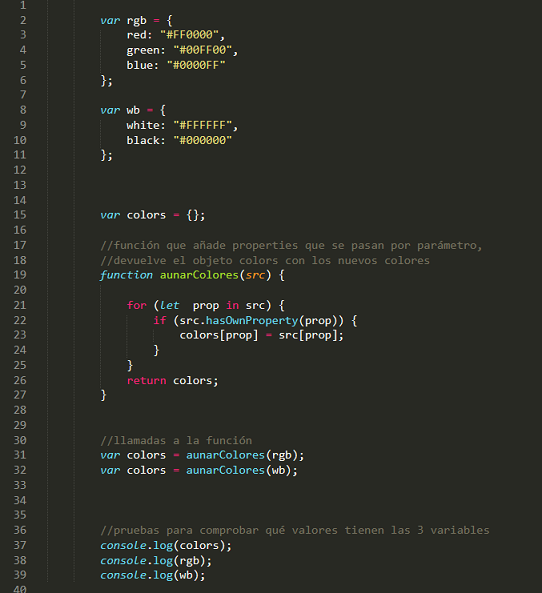 1
2 var rgb = {
3 red: "#FF0000",
4 green: "#00FF00",
5 blue: "#0000FF"
6 };
7
8 var wb = {
9 white: "#FFFFFF",
10 black: "#000000"
11 };
12
13
14
15 var colors = {};
16
17 //función que añade properties que se pasan por parámetro,
18 //devuelve el objeto colors con los nuevos colores
19 function aunarColores(src) {
20
21 for (let  prop in src) {
22 if (src.hasOwnProperty(prop)) {
23 colors[prop] = src[prop];
24 }
25 }
26 return colors;
27 }
28
29
30 //llamadas a la función
31 var colors = aunarColores(rgb);
32 var colors = aunarColores(wb);
33
34
35
36 //pruebas para comprobar qué valores tienen las 3 variables
37 console.log(colors);
38 console.log(rgb);
39 console.log(wb);
40